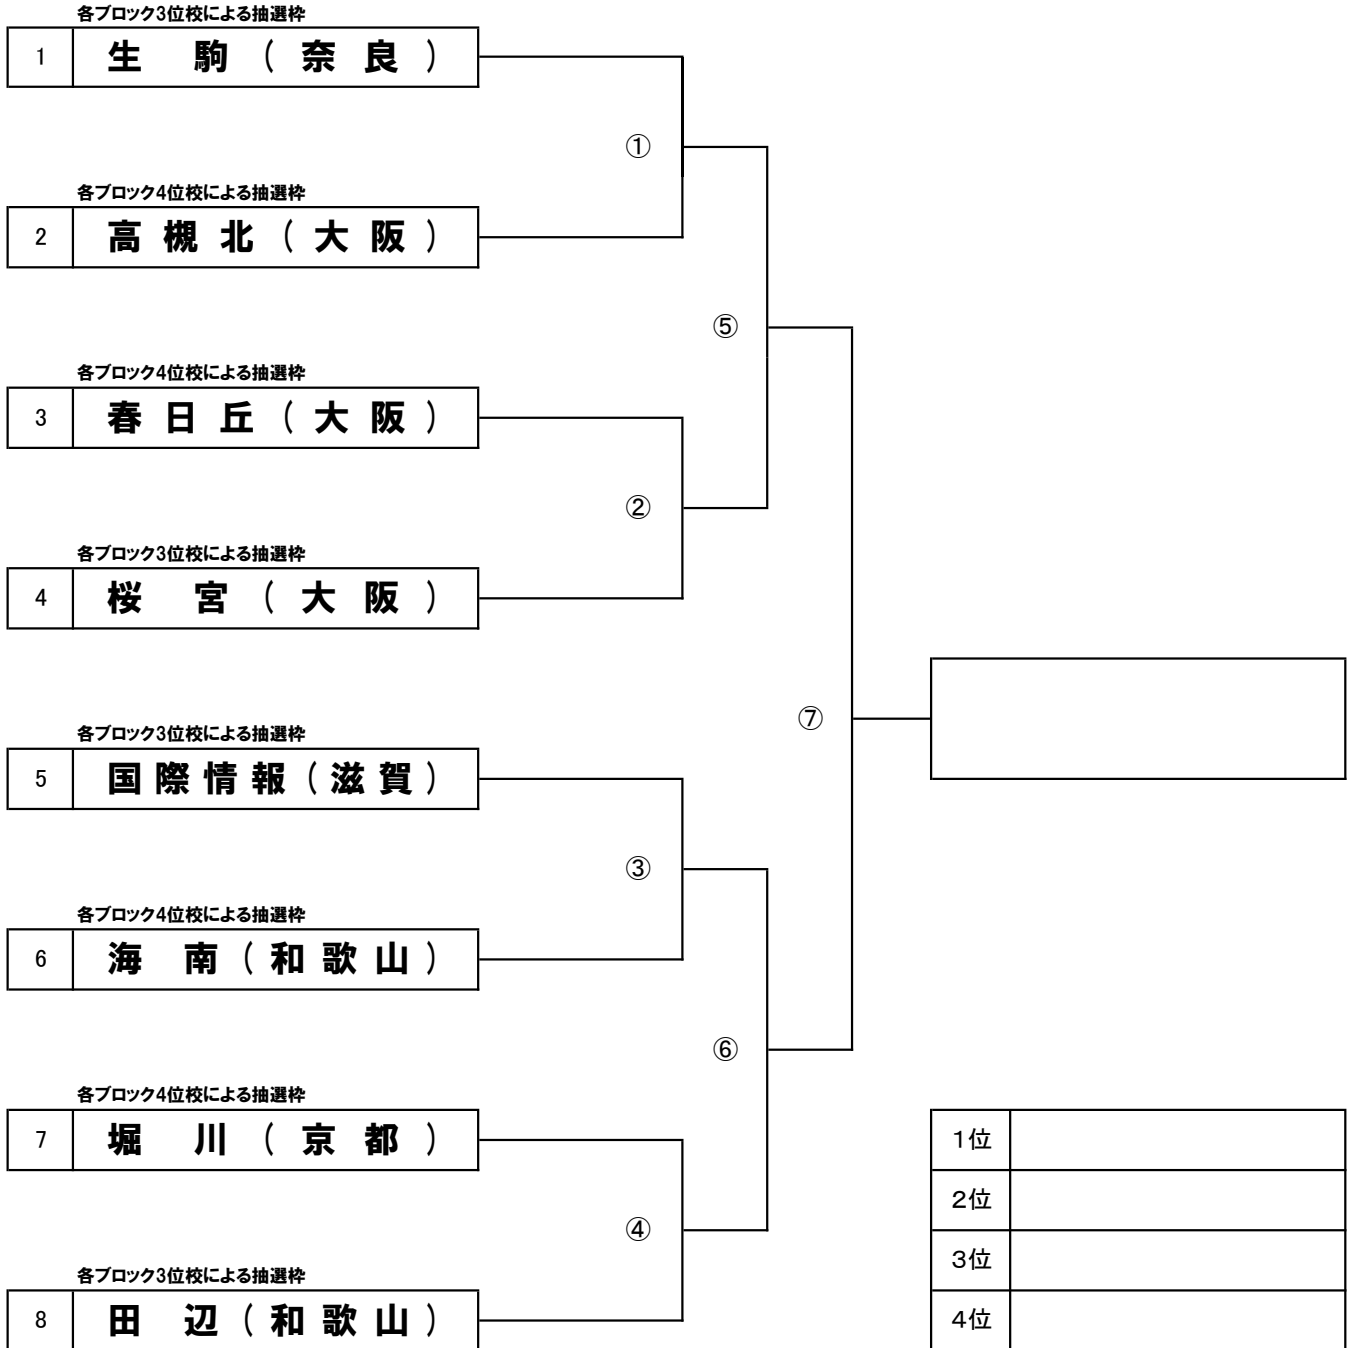 各ブロック3位校による抽選枠
1 生駒(奈良)
①
各ブロック4位校による抽選枠
2 高槻北(大阪)
⑤
各ブロック4位校による抽選枠
3 春日丘(大阪)
②
各ブロック3位校による抽選枠
4 桜宮(大阪)
⑦
各ブロック3位校による抽選枠
5 国際情報(滋賀)
③
各ブロック4位校による抽選枠
6 海南(和歌山)
⑥
各ブロック4位校による抽選枠
7 堀川(京都)
④
各ブロック3位校による抽選枠
8 田辺(和歌山)
1位
2位
3位
4位